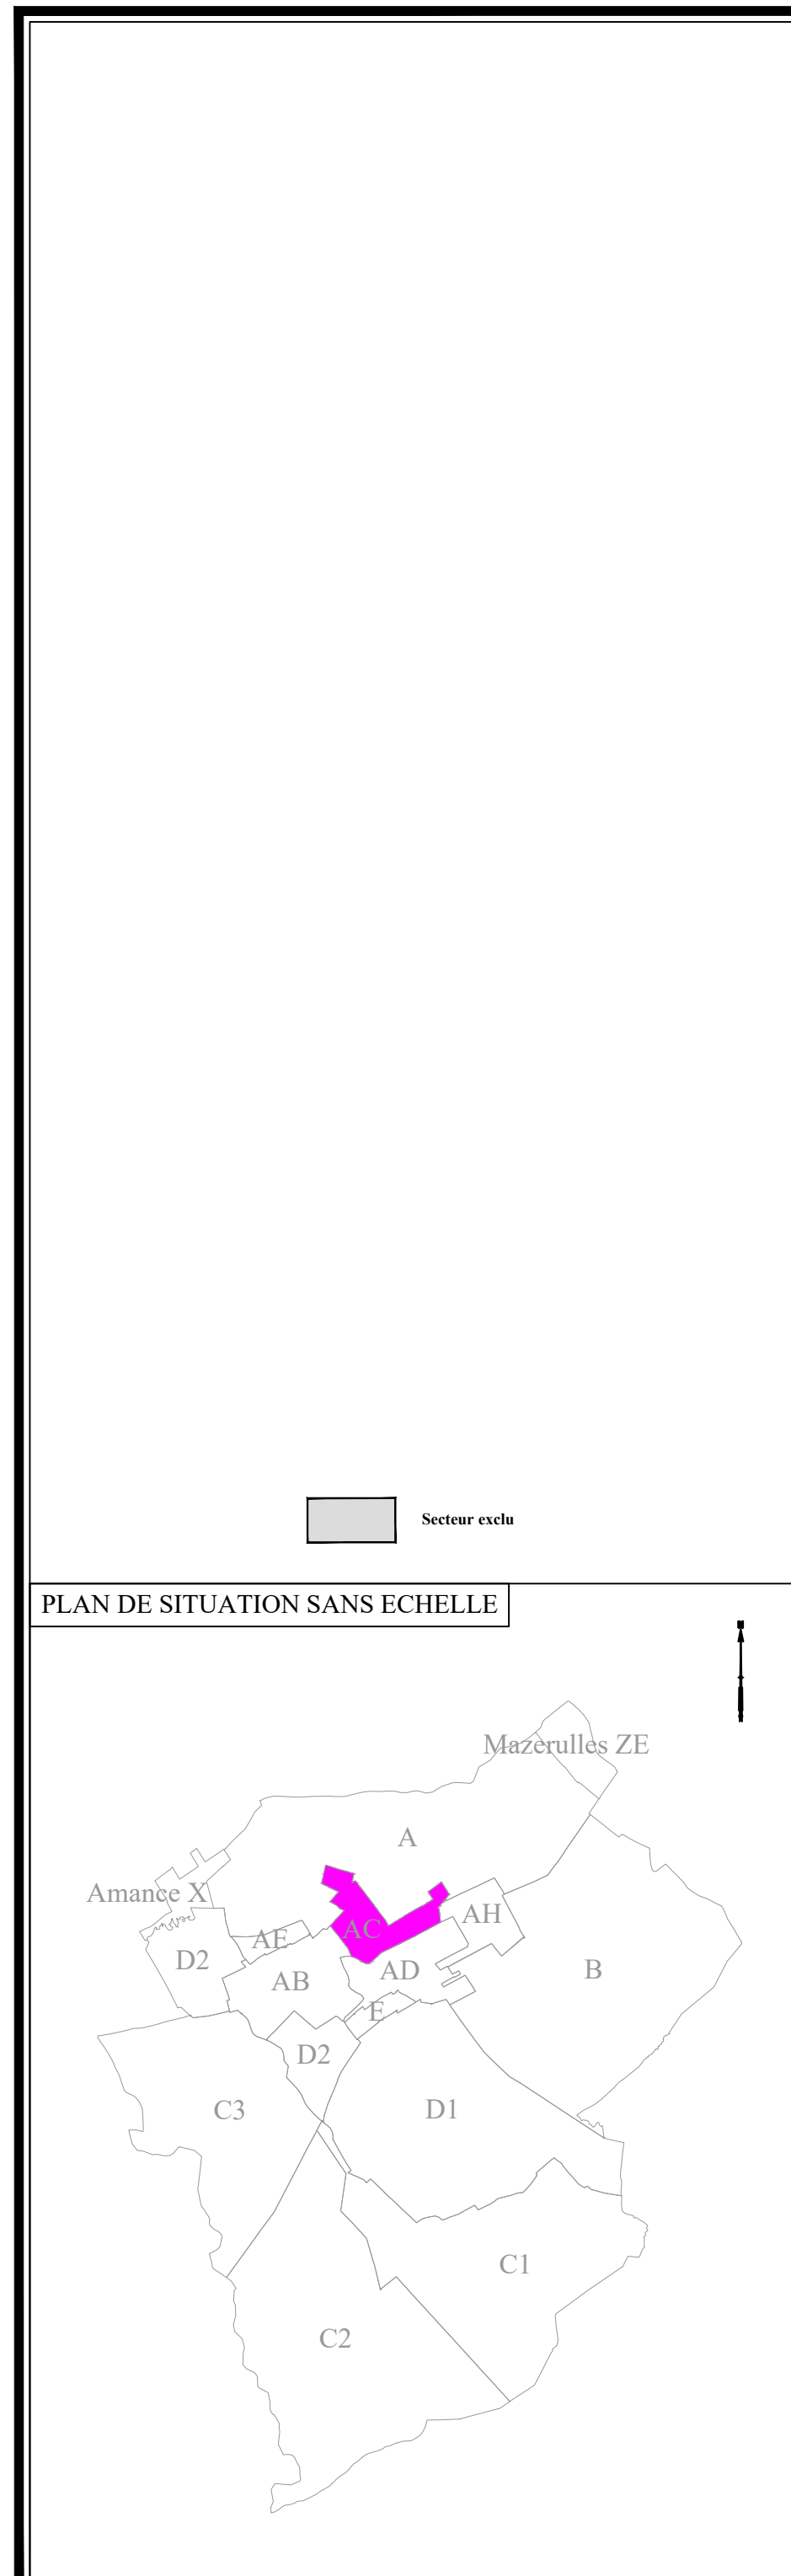 Secteur exclu
PLAN DE SITUATION SANS ECHELLE
Mazerulles ZE
A
Amance X
AC
AH
AE
D2
AB
AD
B
E
D2
C3
D1
C1
C2